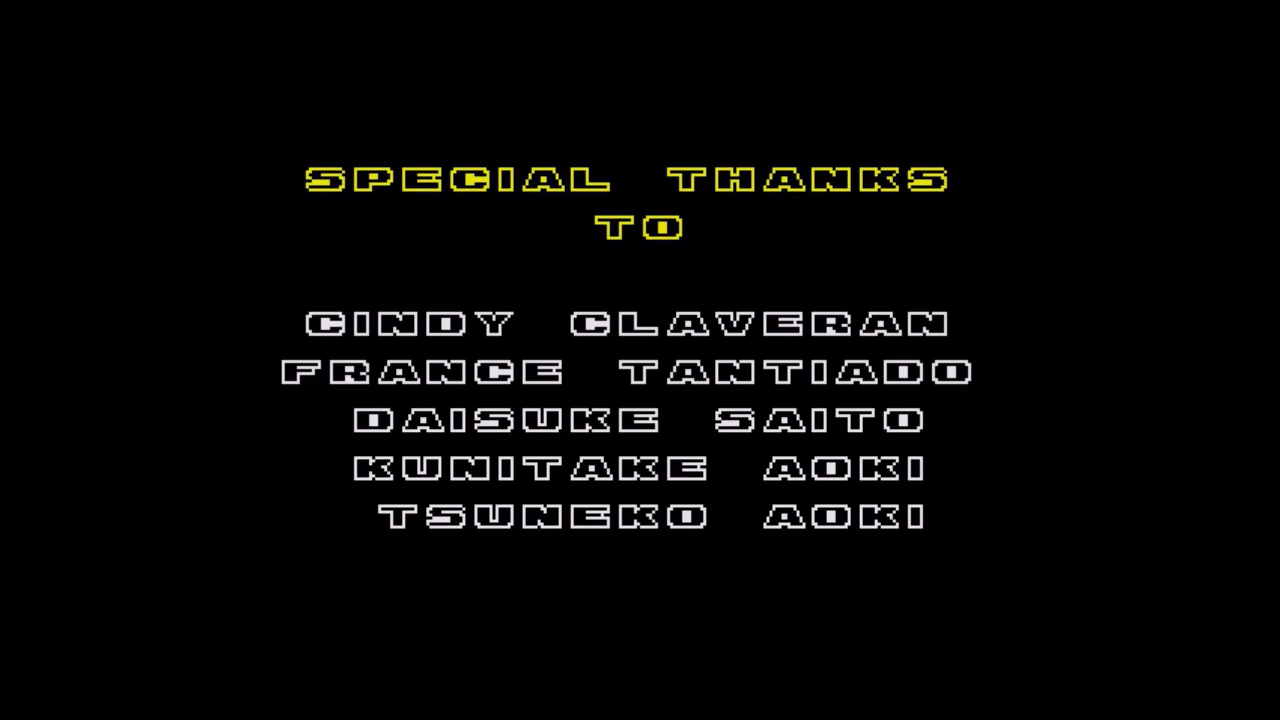 SPECIAL THANKS
TO
CINDY CLAVERAN
FRANCE TANTIADO
DAISUKE SAITO
KUNITAKE AOKI
TSUNEKO AOKI